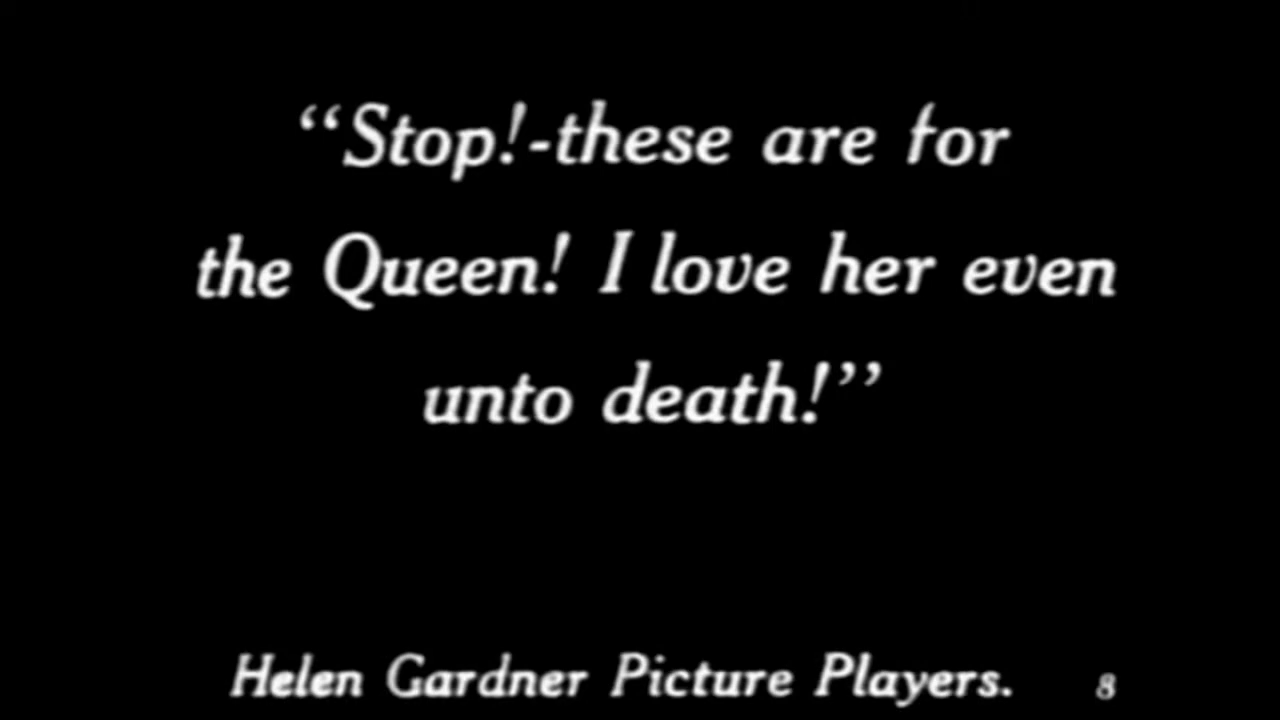 “Stop!-these are for
the Queen! I love her even
unto death!”
Helen Gardner Picture Players. 8